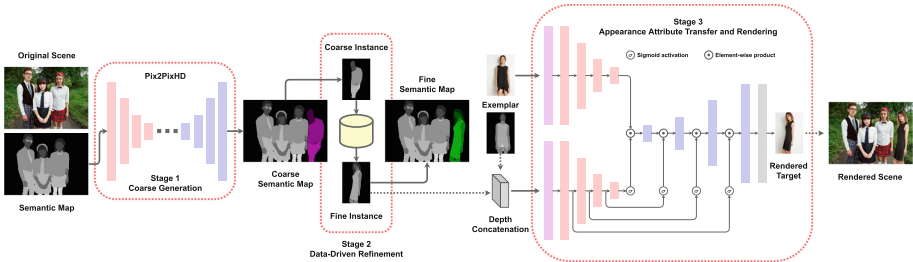 Original Scene
Semantic Map
Pix2PixHD
Stage 1
Coarse Generation
Coarse
Semantic Map
Coarse Instance
Fine Instance
Stage 2
Data-Driven Refinement
Fine
Semantic Map
Exemplar
Depth
Concatenation
Stage 3
Appearance Attribute Transfer and Rendering
σ Sigmoid activation
Element-wise product
σ
σ
σ
σ
σ
Rendered
Target
Rendered Scene